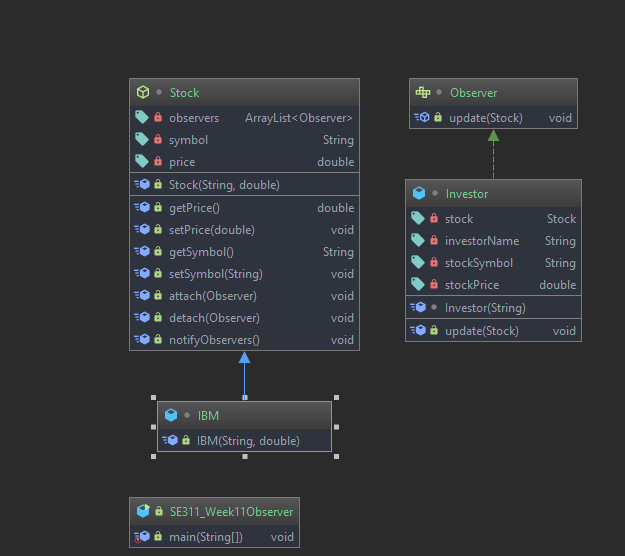 Stock
observers ArrayList<Observer>
symbol String
price double
Stock(String, double)
getPrice() double
setPrice(double) void
getSymbol() String
setSymbol(String) void
attach(Observer) void
detach(Observer) void
notifyObservers() void
Observer
update(Stock) void
Investor
stock Stock
investorName String
stockSymbol String
stockPrice double
Investor(String)
update(Stock) void
IBM
IBM(String, double)
SE311_Week11Observer
main(String[]) void